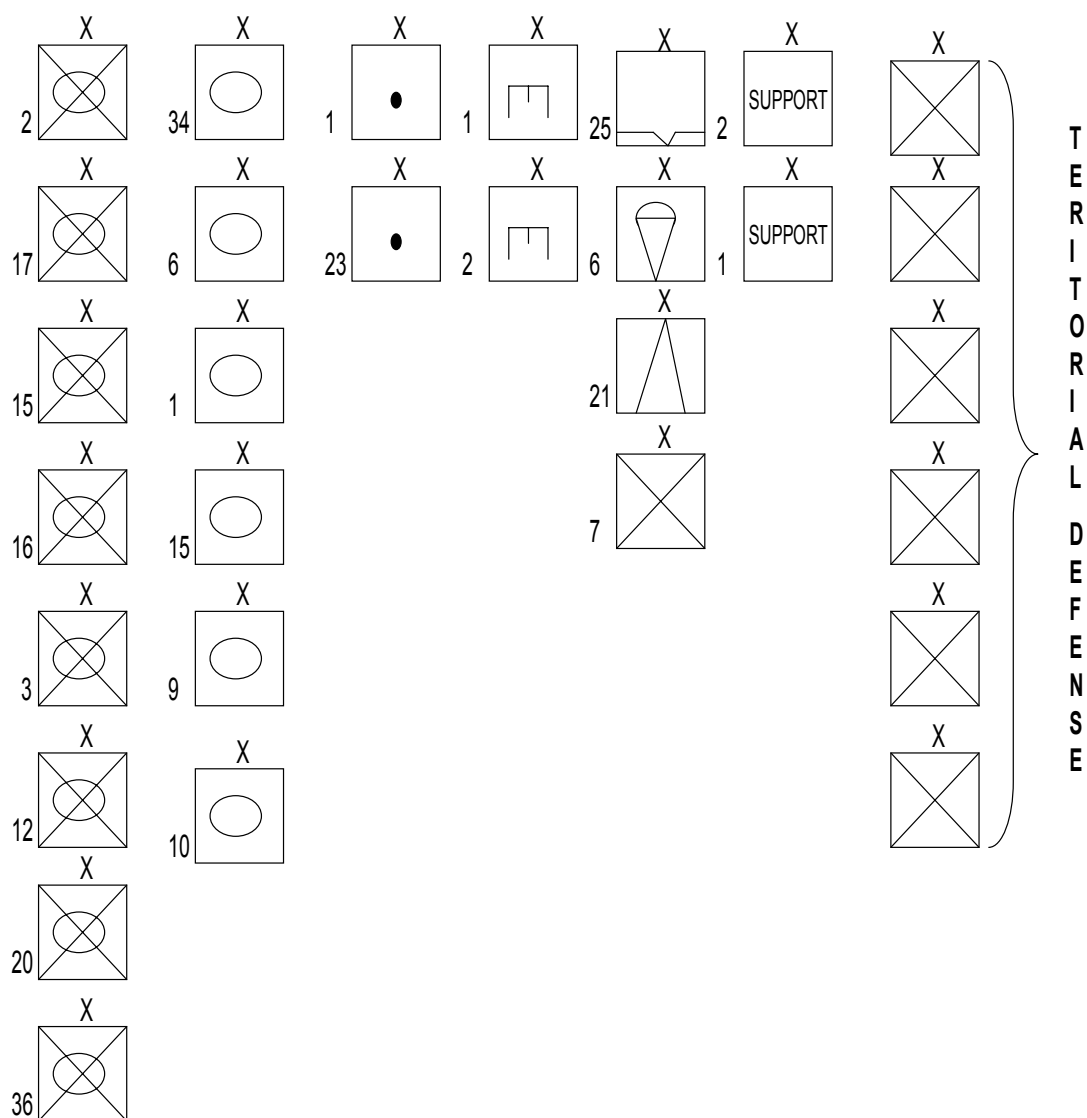 X X X X X X X
2 34 1 1 25 2 SUPPORT
X X X X X X X
17 6 23 2 6 1 SUPPORT
X X X X
15 1 21
X X X X
16 15 7
X X X
3 9
X X X
12 10
X
20
X
36
TERITORIAL DEFENSE